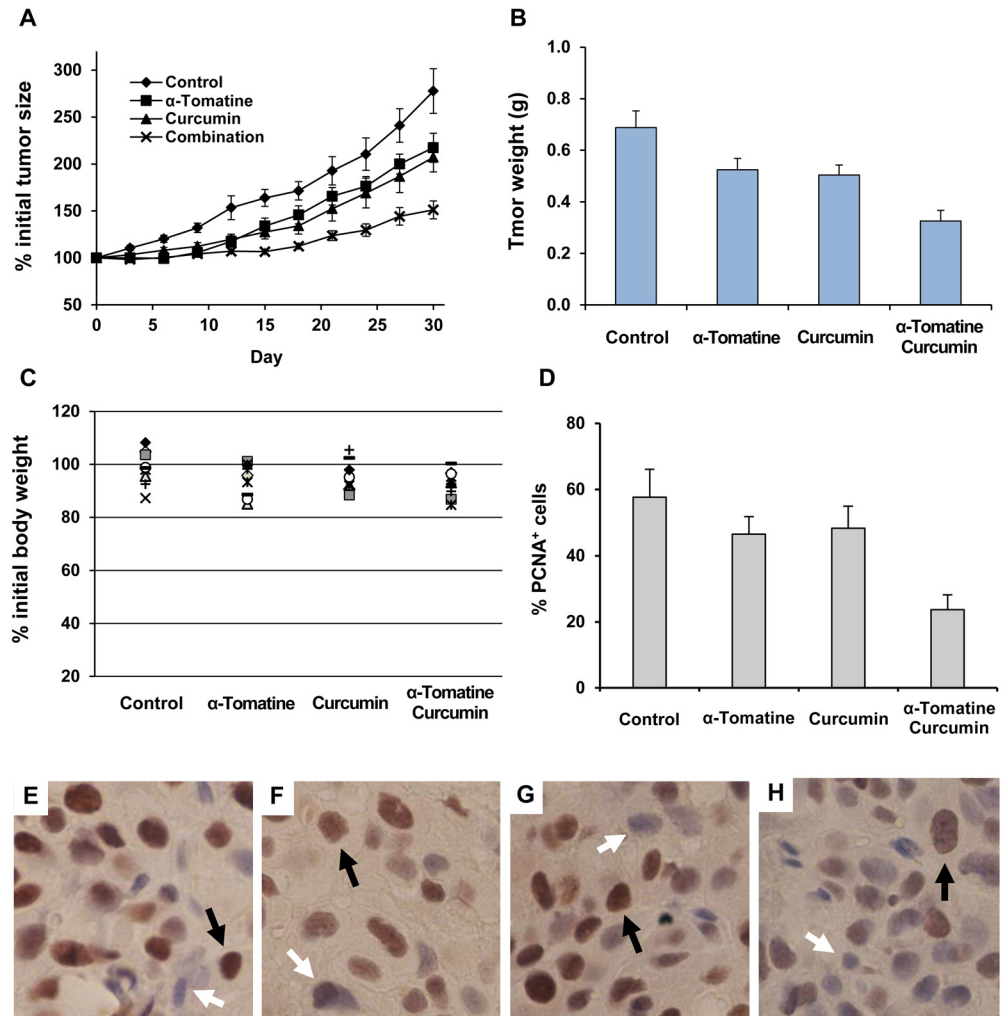 A
% initial tumor size
300
250
200
150
100
50
Control
α-Tomatine
Curcumin
Combination
0 5 10 15 20 25 30
Day
B
Tmor weight (g)
1.0
0.8
0.6
0.4
0.2
0.0
Control α-Tomatine Curcumin α-Tomatine
Curcumin
C
% initial body weight
120
100
80
60
40
20
Control α-Tomatine Curcumin α-Tomatine
Curcumin
D
% PCNA⁺ cells
80
60
40
20
0
Control α-Tomatine Curcumin α-Tomatine
Curcumin
E
F
G
H